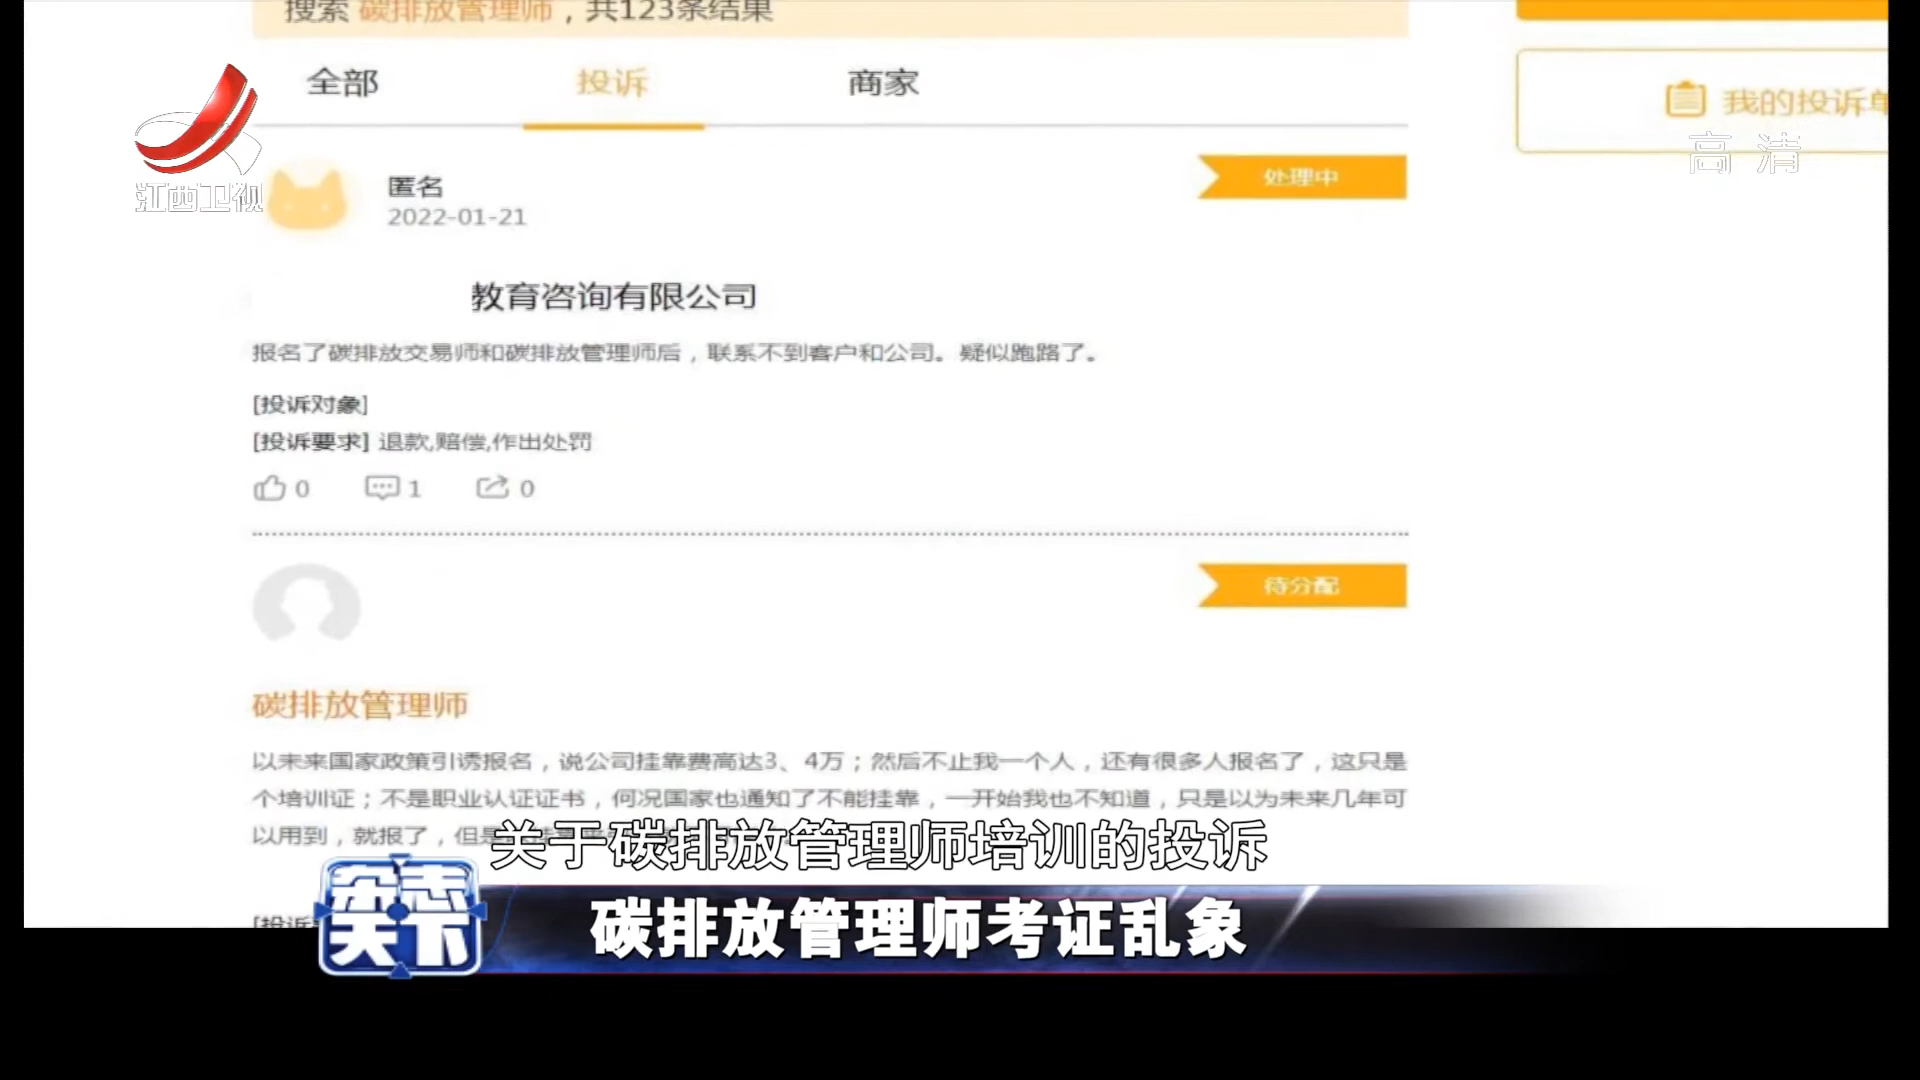 搜索 碳排放管理师，共123条结果
全部 投诉 商家
我的投诉单
高清
江西卫视
匿名
2022-01-21
处理中
教育咨询有限公司
报名了碳排放交易师和碳排放管理师后，联系不到客户和公司。疑似跑路了。
[投诉对象]
[投诉要求] 退款,赔偿,作出处罚
0 1 0
待分配
碳排放管理师
以未来国家政策引诱报名，说公司挂靠费高达3、4万；然后不止我一个人，还有很多人报名了，这只是
个培训证；不是职业认证证书，何况国家也通知了不能挂靠，一开始我也不知道，只是以为未来几年可
以用到，就报了，但是
关于碳排放管理师培训的投诉
[投诉
杂志天下
碳排放管理师考证乱象